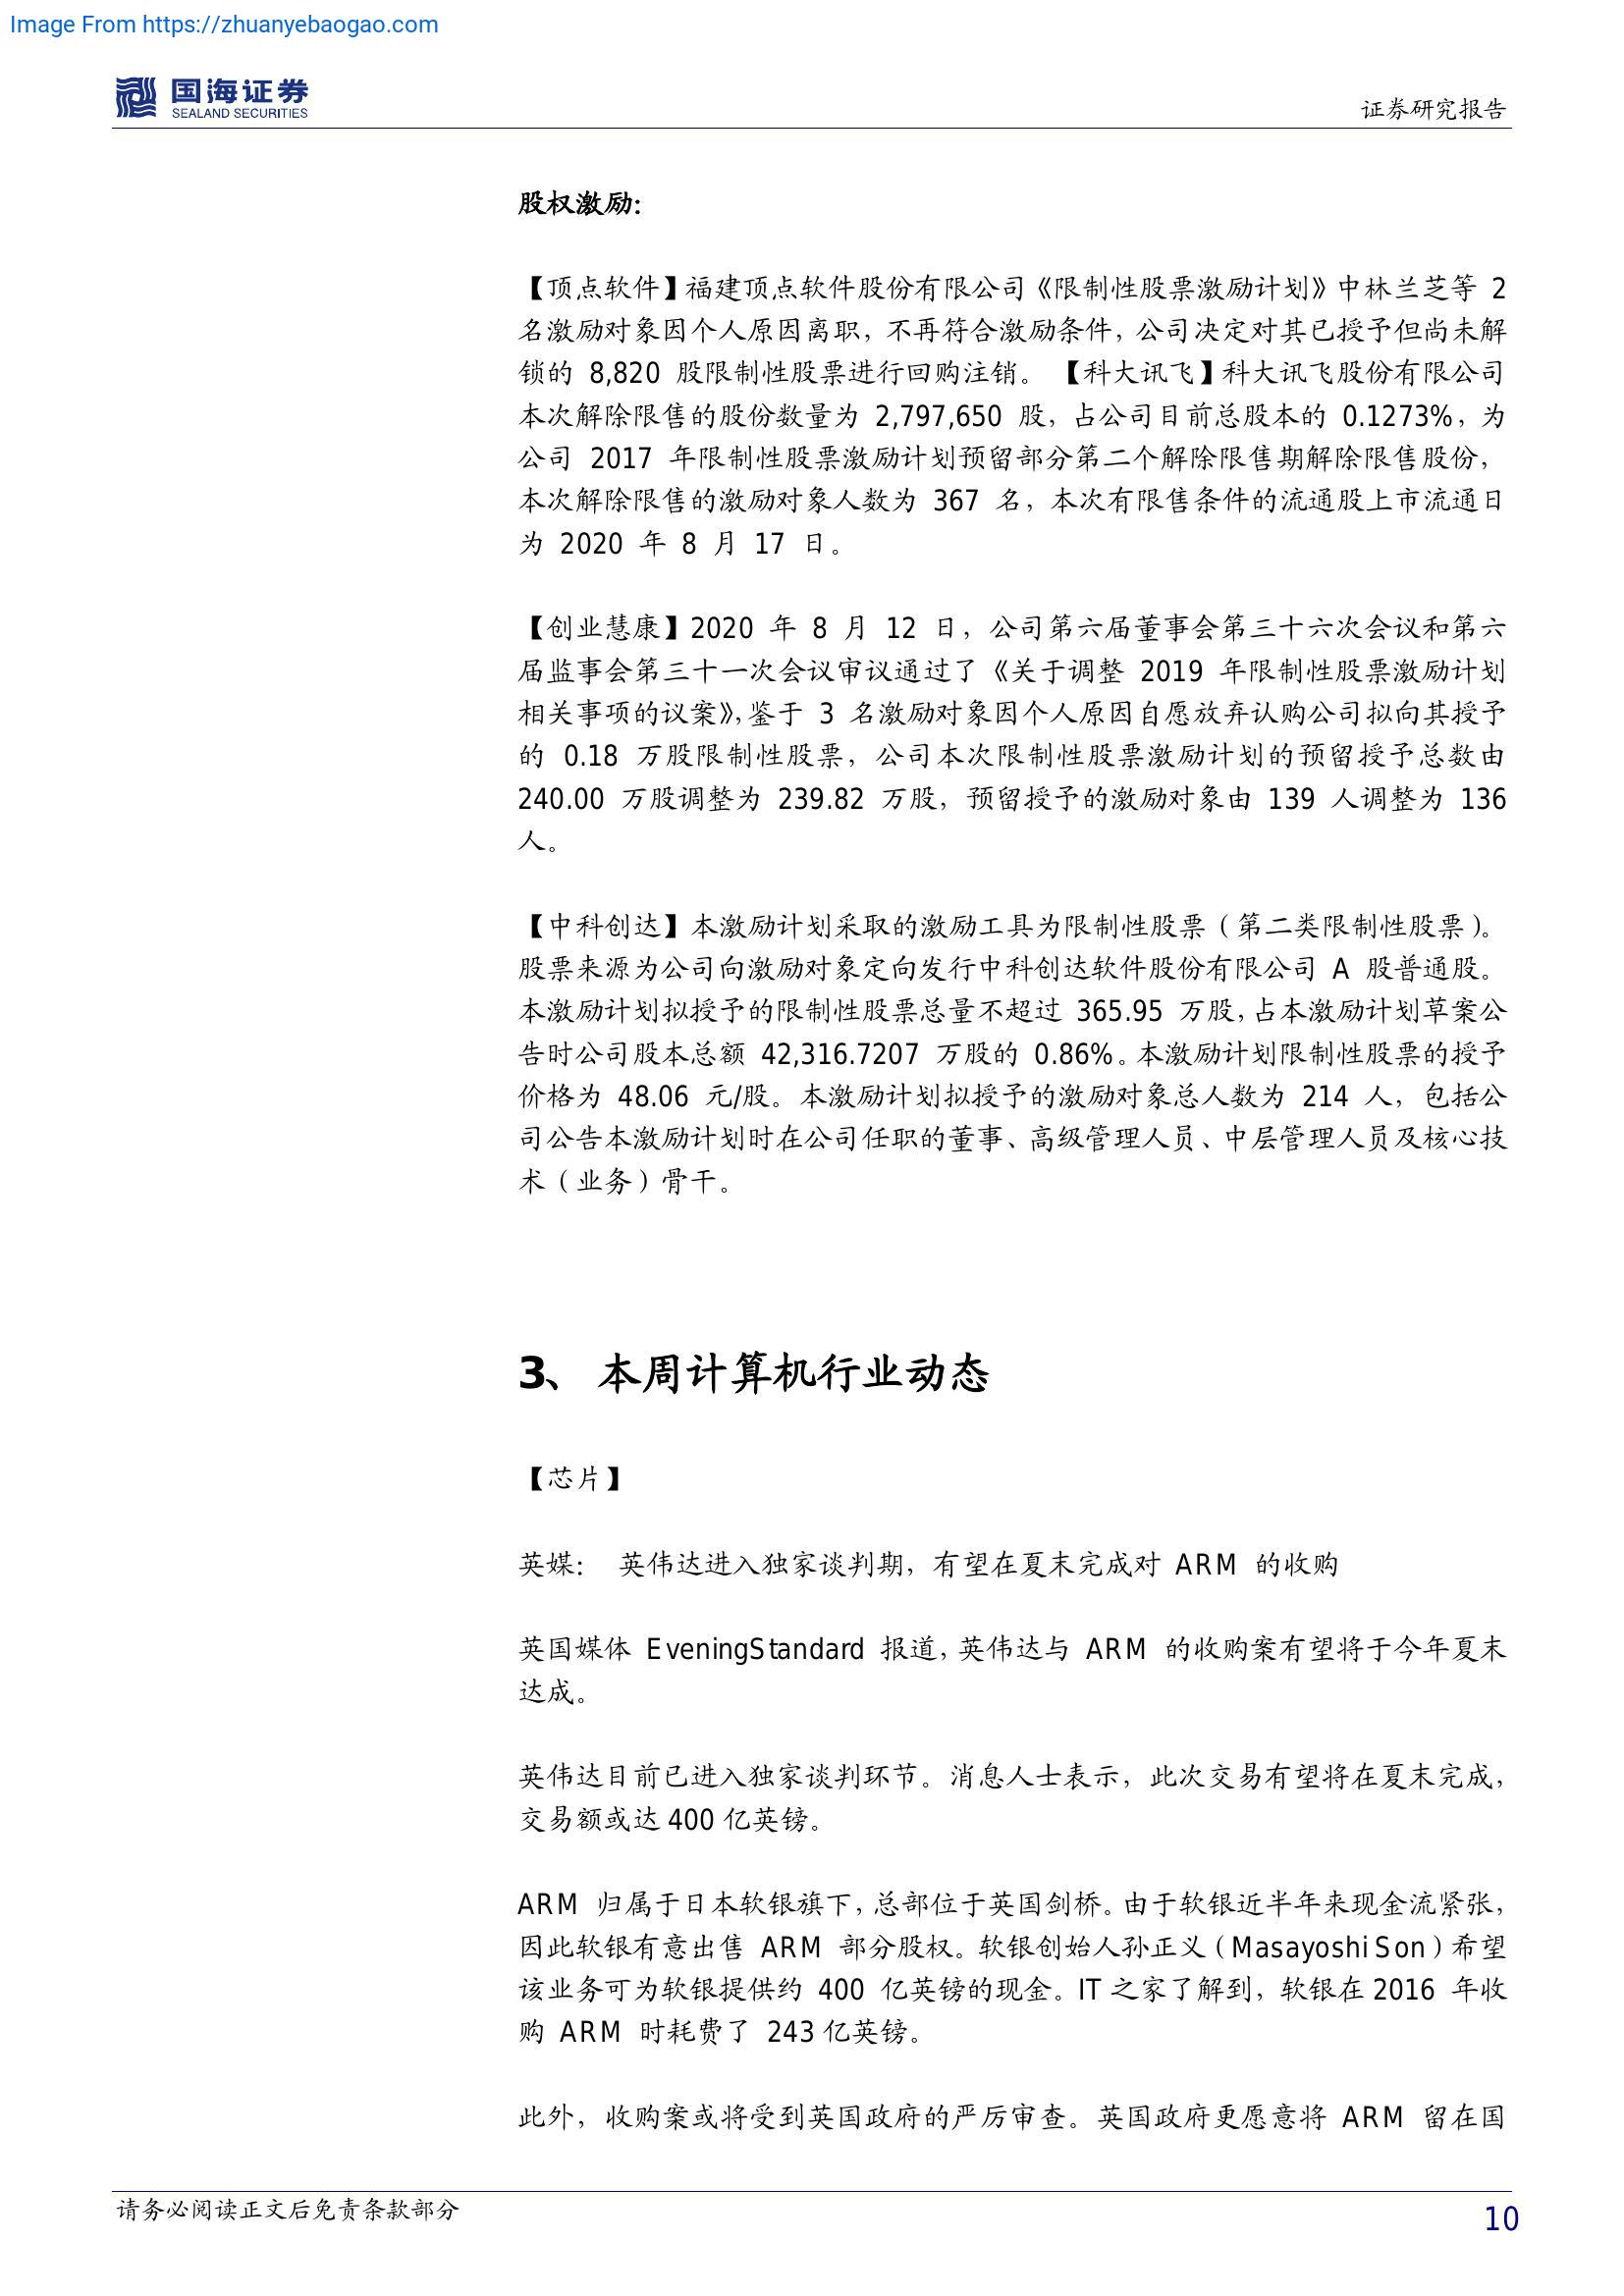 Image From https://zhuanyebaogao.com
国海证券
SEALAND SECURITIES
证券研究报告
股权激励：
【顶点软件】福建顶点软件股份有限公司《限制性股票激励计划》中林兰芝等 2
名激励对象因个人原因离职，不再符合激励条件，公司决定对其已授予但尚未解
锁的 8,820 股限制性股票进行回购注销。 【科大讯飞】科大讯飞股份有限公司
本次解除限售的股份数量为 2,797,650 股，占公司目前总股本的 0.1273%，为
公司 2017 年限制性股票激励计划预留部分第二个解除限售期解除限售股份，
本次解除限售的激励对象人数为 367 名，本次有限售条件的流通股上市流通日
为 2020 年 8 月 17 日。
【创业慧康】2020 年 8 月 12 日，公司第六届董事会第三十六次会议和第六
届监事会第三十一次会议审议通过了《关于调整 2019 年限制性股票激励计划
相关事项的议案》，鉴于 3 名激励对象因个人原因自愿放弃认购公司拟向其授予
的 0.18 万股限制性股票，公司本次限制性股票激励计划的预留授予总数由
240.00 万股调整为 239.82 万股，预留授予的激励对象由 139 人调整为 136
人。
【中科创达】本激励计划采取的激励工具为限制性股票（第二类限制性股票）。
股票来源为公司向激励对象定向发行中科创达软件股份有限公司 A 股普通股。
本激励计划拟授予的限制性股票总量不超过 365.95 万股，占本激励计划草案公
告时公司股本总额 42,316.7207 万股的 0.86%。本激励计划限制性股票的授予
价格为 48.06 元/股。本激励计划拟授予的激励对象总人数为 214 人，包括公
司公告本激励计划时在公司任职的董事、高级管理人员、中层管理人员及核心技
术（业务）骨干。
3、 本周计算机行业动态
【芯片】
英媒： 英伟达进入独家谈判期，有望在夏末完成对 ARM 的收购
英国媒体 EveningStandard 报道，英伟达与 ARM 的收购案有望将于今年夏末
达成。
英伟达目前已进入独家谈判环节。消息人士表示，此次交易有望将在夏末完成，
交易额或达 400 亿英镑。
ARM 归属于日本软银旗下，总部位于英国剑桥。由于软银近半年来现金流紧张，
因此软银有意出售 ARM 部分股权。软银创始人孙正义（Masayoshi Son）希望
该业务可为软银提供约 400 亿英镑的现金。IT 之家了解到，软银在 2016 年收
购 ARM 时耗费了 243 亿英镑。
此外，收购案或将受到英国政府的严厉审查。英国政府更愿意将 ARM 留在国
请务必阅读正文后免责条款部分
10